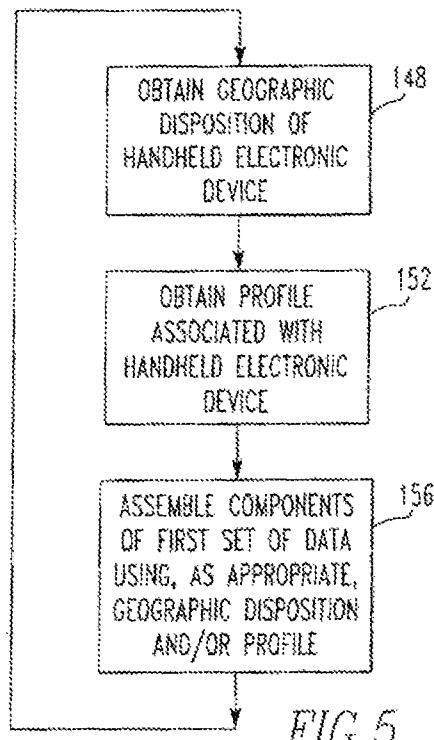 OBTAIN GEOGRAPHIC
DISPOSITION OF
HANDHELD ELECTRONIC
DEVICE
148
OBTAIN PROFILE
ASSOCIATED WITH
HANDHELD ELECTRONIC
DEVICE
152
ASSEMBLE COMPONENTS
OF FIRST SET OF DATA
USING, AS APPROPRIATE,
GEOGRAPHIC DISPOSITION
AND/OR PROFILE
156
FIG.5